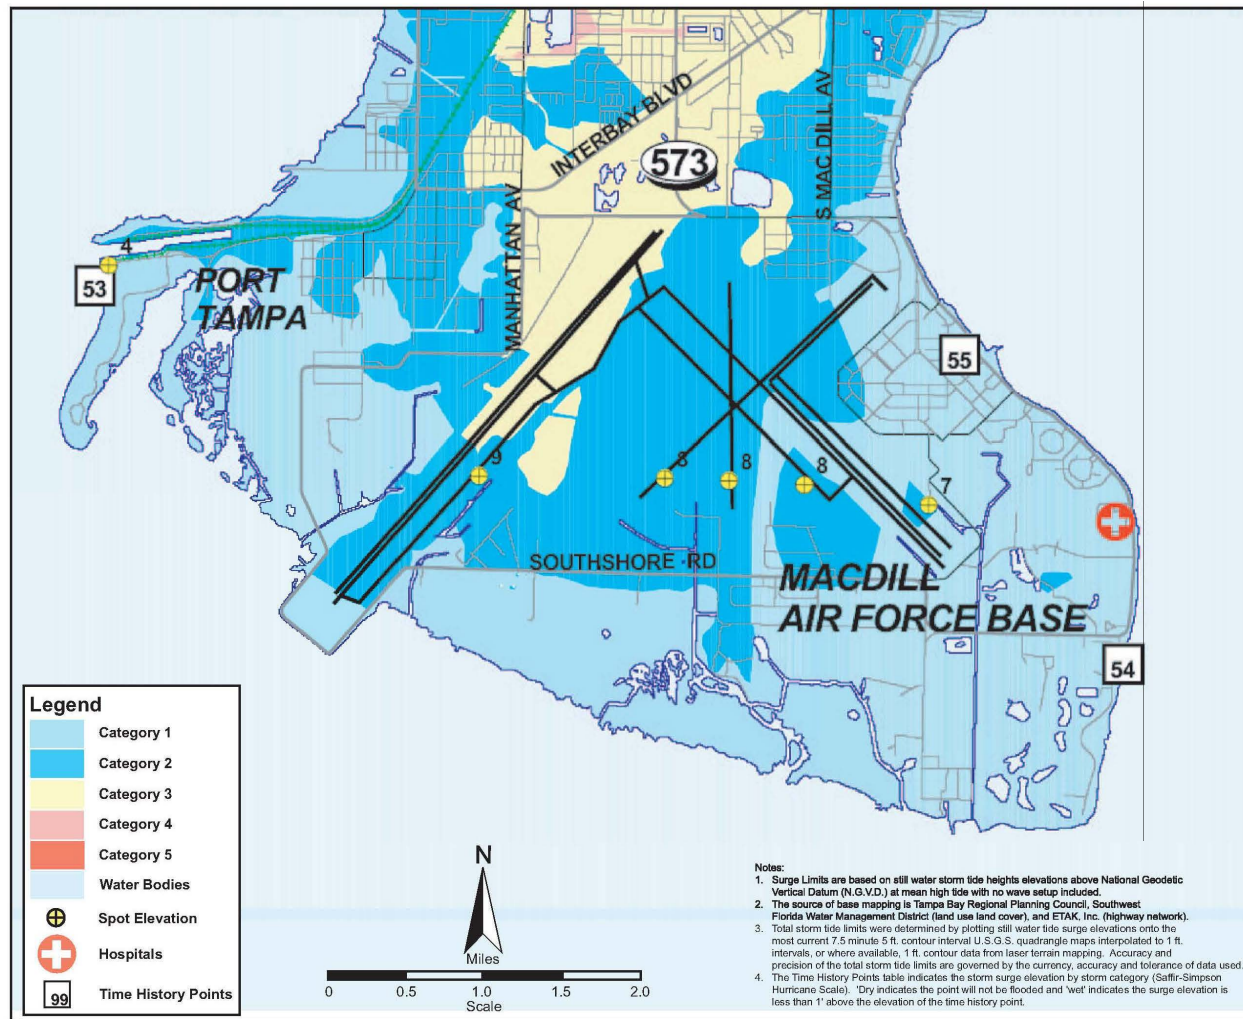 INTERBAY BLVD
573
S MAC DILL AV
MANHATTAN AV
4
53
PORT
TAMPA
55
9
8
8
8
7
SOUTHSHORE RD
MACDILL
AIR FORCE BASE
54
Legend
Category 1
Category 2
Category 3
Category 4
Category 5
Water Bodies
Spot Elevation
Hospitals
99 Time History Points
N
Miles
0 0.5 1.0 1.5 2.0
Scale
Notes:
1. Surge Limits are based on still water storm tide heights elevations above National Geodetic
Vertical Datum (N.G.V.D.) at mean high tide with no wave setup included.
2. The source of base mapping is Tampa Bay Regional Planning Council, Southwest
Florida Water Management District (land use land cover), and ETAK, Inc. (highway network).
3. Total storm tide limits were determined by plotting still water tide surge elevations onto the
most current 7.5 minute 5 ft. contour interval U.S.G.S. quadrangle maps interpolated to 1 ft.
intervals, or where available, 1 ft. contour data from laser terrain mapping. Accuracy and
precision of the total storm tide limits are governed by the currency, accuracy and tolerance of data used.
4. The Time History Points table indicates the storm surge elevation by storm category (Saffir-Simpson
Hurricane Scale). 'Dry indicates the point will not be flooded and 'wet' indicates the surge elevation is
less than 1' above the elevation of the time history point.